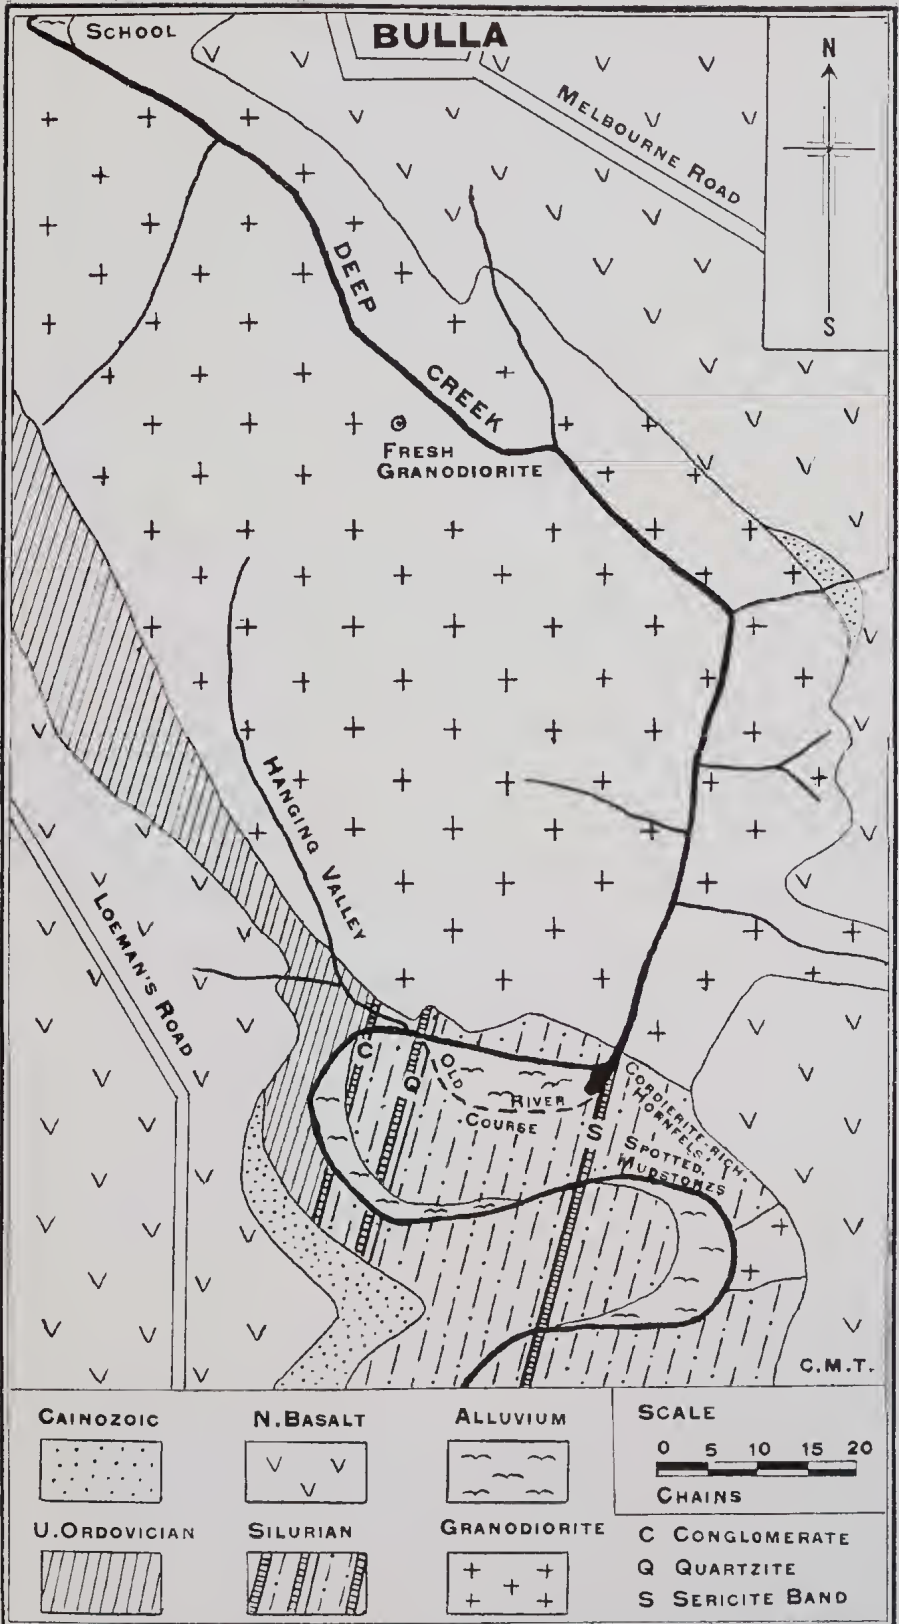 SCHOOL
BULLA
N
MELBOURNE ROAD
S
DEEP
CREEK
FRESH
GRANODIORITE
HANGING VALLEY
LOEMAN'S ROAD
C
Q
OLD
RIVER
COURSE
S
CORDIERITE-RICH
HORNFELS
SPOTTED
MUDSTONES
C.M.T.
CAINOZOIC
N. BASALT
ALLUVIUM
SCALE
0 5 10 15 20
CHAINS
U. ORDOVICIAN
SILURIAN
GRANODIORITE
C CONGLOMERATE
Q QUARTZITE
S SERICITE BAND